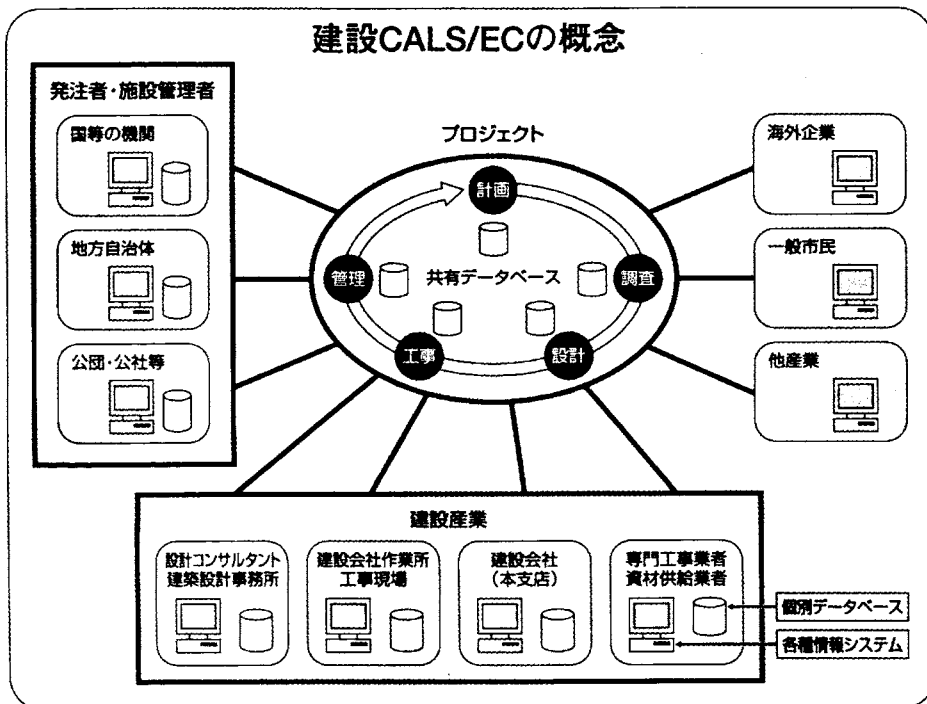 建設CALS/ECの概念
発注者・施設管理者
国等の機関
地方自治体
公団・公社等
プロジェクト
計画
調査
設計
工事
管理
共有データベース
海外企業
一般市民
他産業
建設産業
設計コンサルタント
建築設計事務所
建設会社作業所
工事現場
建設会社
(本支店)
専門工事業者
資材供給業者
個別データベース
各種情報システム